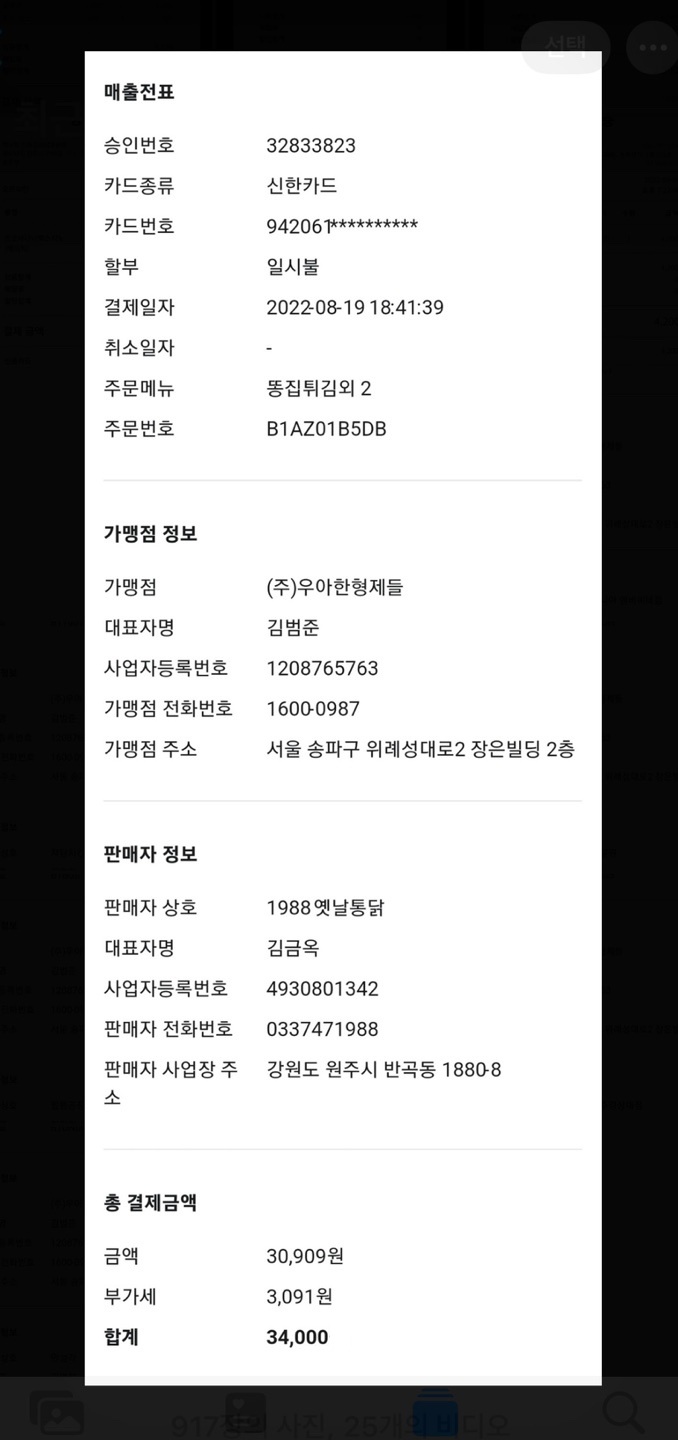 선택
매출전표
승인번호 32833823
카드종류 신한카드
카드번호 942061**********
할부 일시불
결제일자 2022-08-19 18:41:39
취소일자 -
주문메뉴 똥집튀김외 2
주문번호 B1AZ01B5DB
가맹점 정보
가맹점 (주)우아한형제들
대표자명 김범준
사업자등록번호 1208765763
가맹점 전화번호 1600-0987
가맹점 주소 서울 송파구 위례성대로2 장은빌딩 2층
판매자 정보
판매자 상호 1988옛날통닭
대표자명 김금옥
사업자등록번호 4930801342
판매자 전화번호 0337471988
판매자 사업장 주 강원도 원주시 반곡동 1880-8
소
총 결제금액
금액 30,909원
부가세 3,091원
합계 34,000
사진, 25개의 비디오